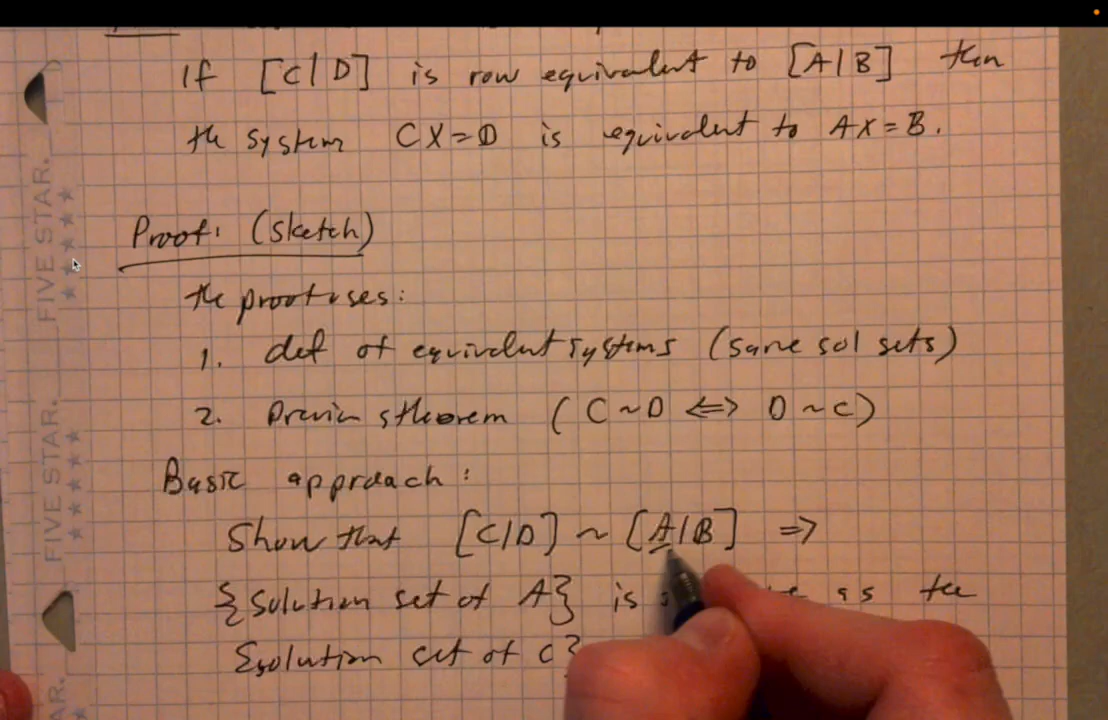 If [C|D] is row equivalent to [A|B] then
the system CX=D is equivalent to AX=B.
Proof: (sketch)
the proof uses:
1. def of equivalent systems (same sol sets)
2. Previous theorem (C~D <=> D~C)
Basic approach:
Show that [C|D] ~ [A|B] =>
{solution set of A} is as the
{solution set of C}
FIVE STAR.
FIVE STAR.
AR.